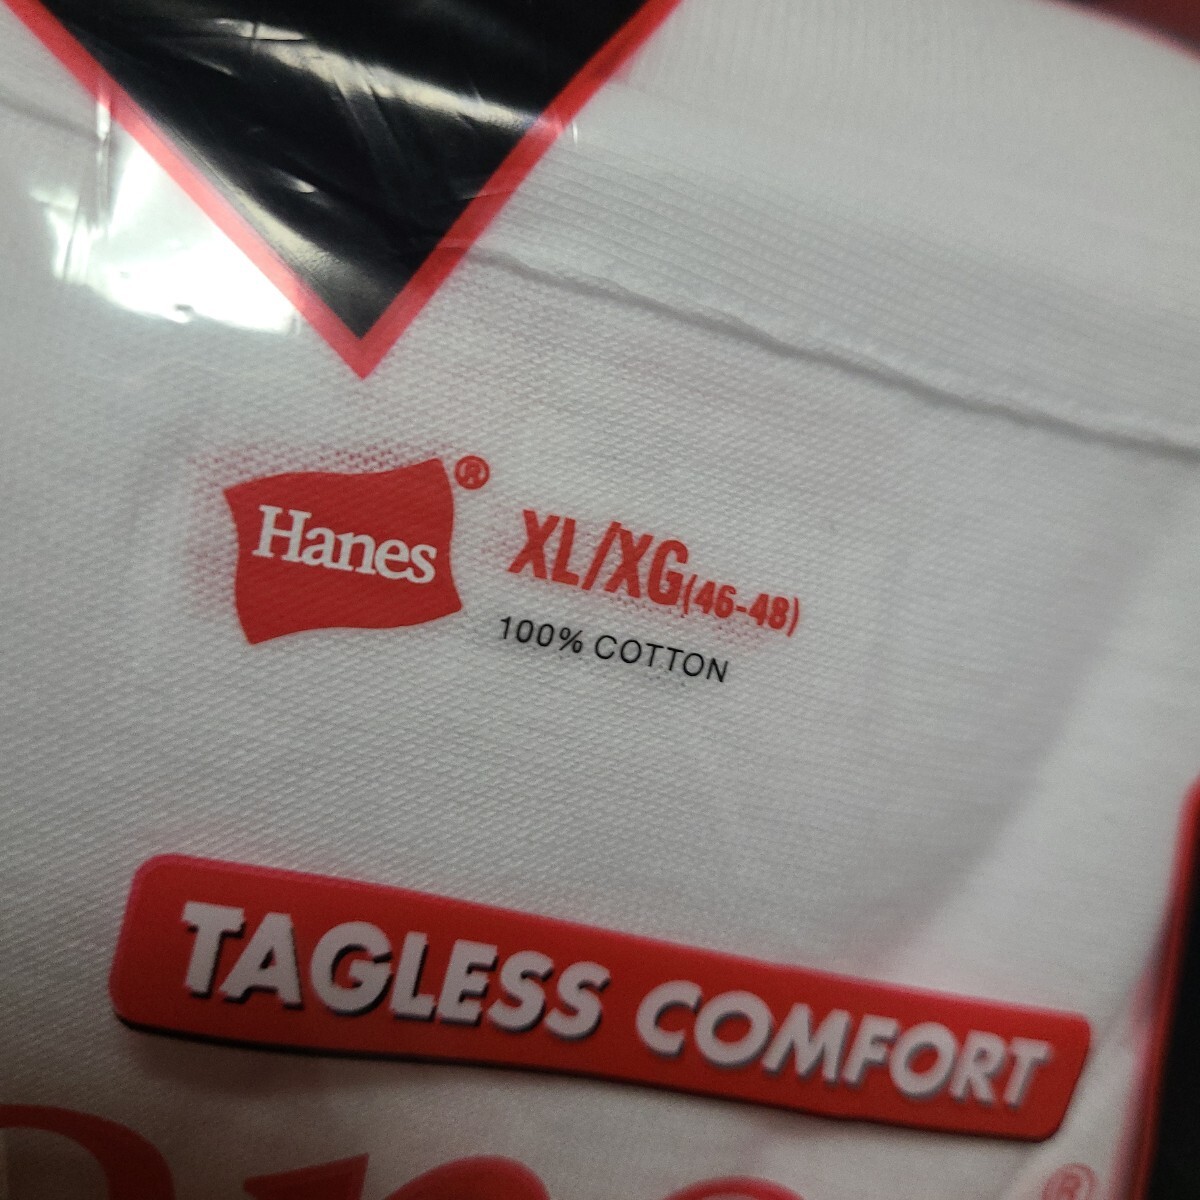 Hanes®
XL/XG(46-48)
100% COTTON
TAGLESS COMFORT
®